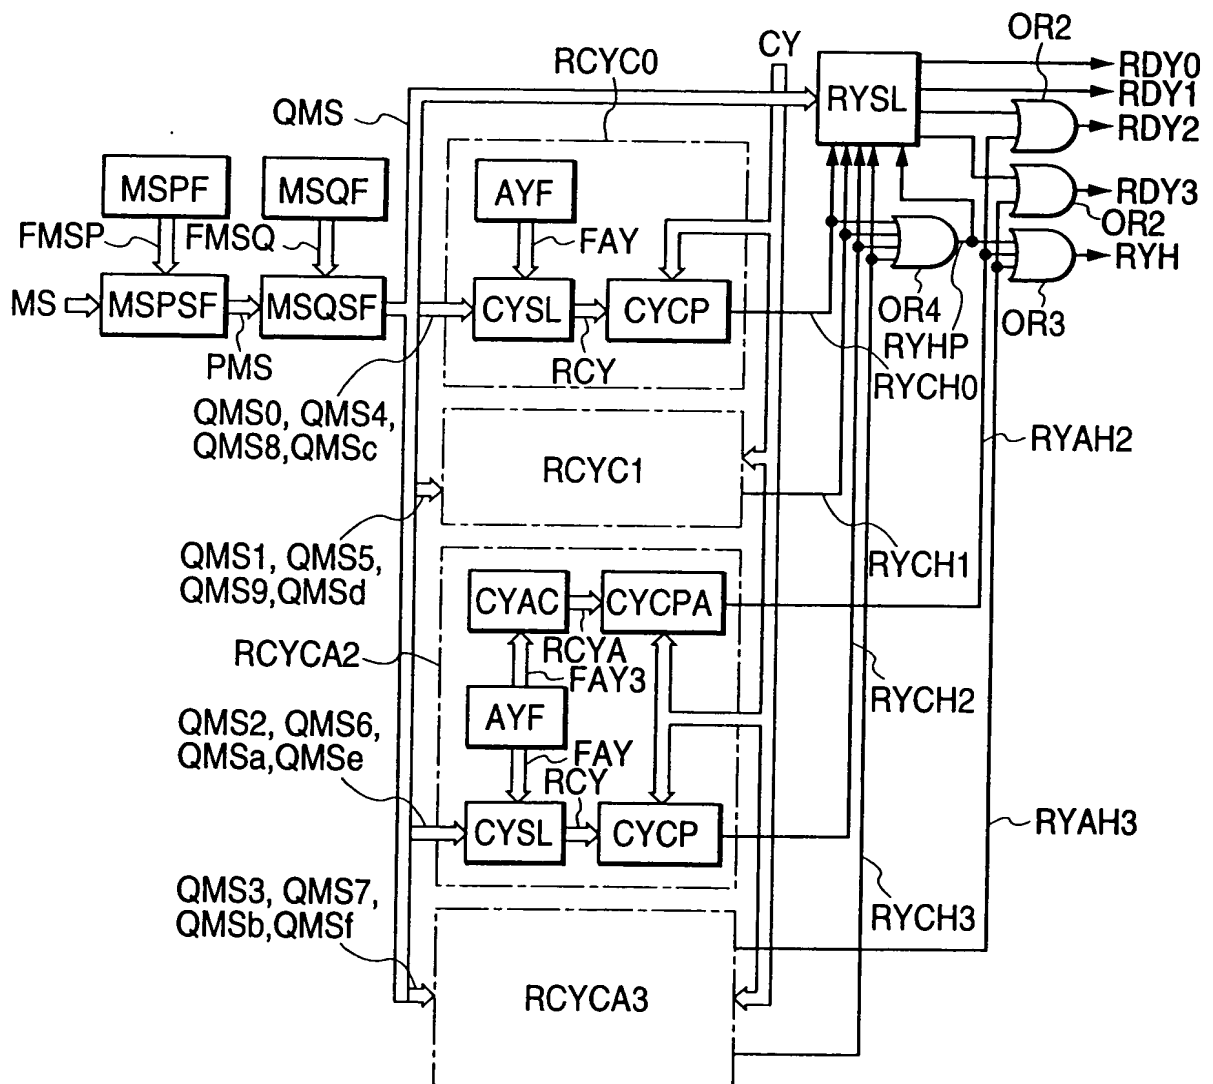 OR2
CY
RCYC0
RDY0
RYSL
RDY1
QMS
RDY2
MSPF
MSQF
AYF
RDY3
OR2
FMSP
FMSQ
FAY
RYH
MS
MSPSF
MSQSF
CYSL
CYCP
OR4
OR3
RYHP
PMS
RCY
RYCH0
QMS0, QMS4,
QMS8,QMSc
RYAH2
RCYC1
QMS1, QMS5,
QMS9,QMSd
RYCH1
CYAC
CYCPA
RCYCA2
RCYA
FAY3
RYCH2
AYF
QMS2, QMS6,
QMSa,QMSe
FAY
RCY
CYSL
CYCP
RYAH3
QMS3, QMS7,
QMSb,QMSf
RYCH3
RCYCA3